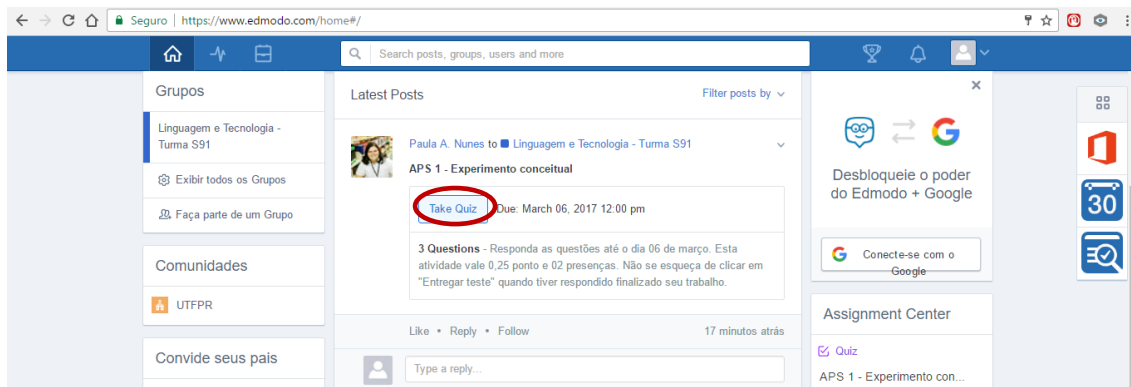 Seguro | https://www.edmodo.com/home#/
Search posts, groups, users and more
Grupos
Linguagem e Tecnologia -
Turma S91
Exibir todos os Grupos
Faça parte de um Grupo
Comunidades
UTFPR
Convide seus pais
Latest Posts
Filter posts by
Paula A. Nunes to Linguagem e Tecnologia - Turma S91
APS 1 - Experimento conceitual
Take Quiz Due: March 06, 2017 12:00 pm
3 Questions - Responda as questões até o dia 06 de março. Esta
atividade vale 0,25 ponto e 02 presenças. Não se esqueça de clicar em
"Entregar teste" quando tiver respondido finalizado seu trabalho.
Like • Reply • Follow
17 minutos atrás
Type a reply...
Desbloqueie o poder
do Edmodo + Google
Conecte-se com o
Google
Assignment Center
Quiz
APS 1 - Experimento con...
30